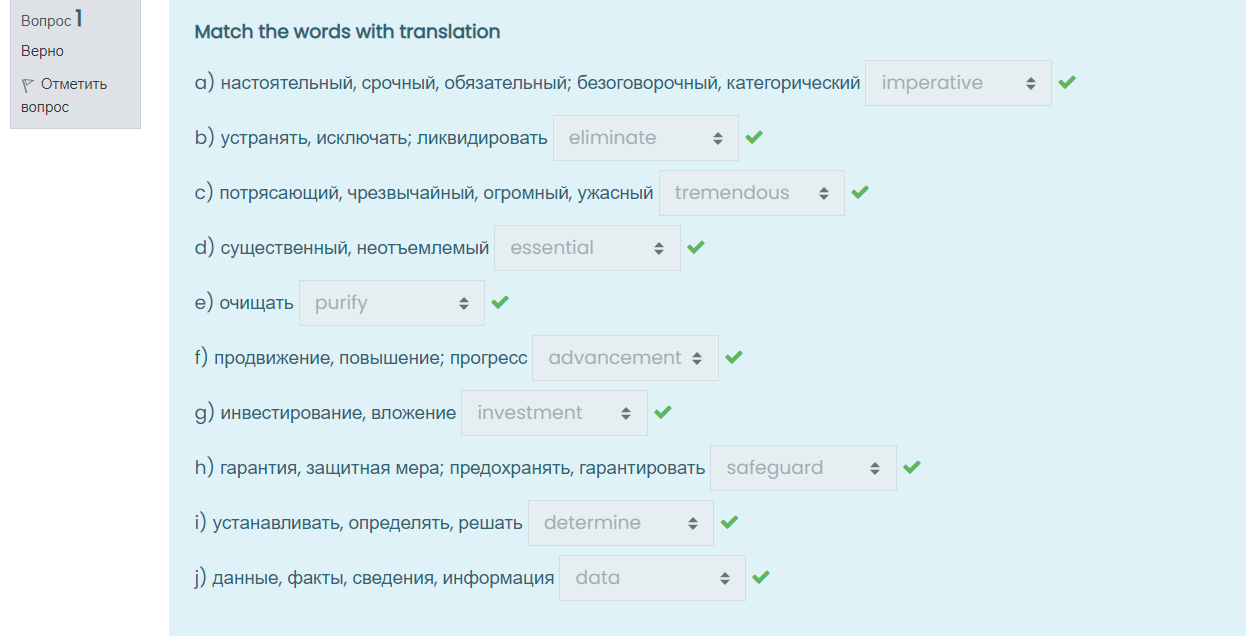 Вопрос 1
Верно
Отметить
вопрос
Match the words with translation
a) настоятельный, срочный, обязательный; безоговорочный, категорический imperative
b) устранять, исключать; ликвидировать eliminate
c) потрясающий, чрезвычайный, огромный, ужасный tremendous
d) существенный, неотъемлемый essential
e) очищать purify
f) продвижение, повышение; прогресс advancement
g) инвестирование, вложение investment
h) гарантия, защитная мера; предохранять, гарантировать safeguard
i) устанавливать, определять, решать determine
j) данные, факты, сведения, информация data